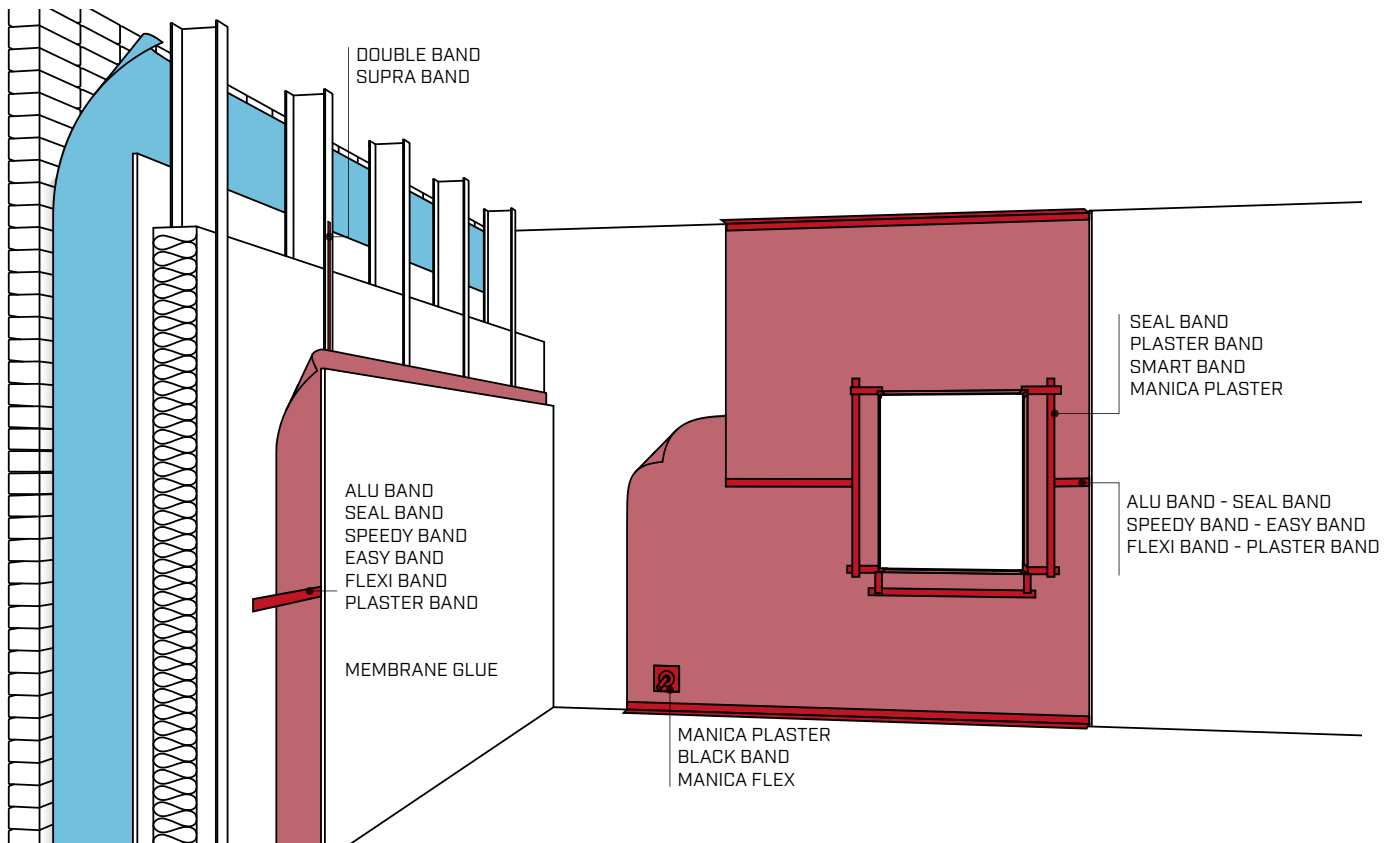 DOUBLE BAND
SUPRA BAND
SEAL BAND
PLASTER BAND
SMART BAND
MANICA PLASTER
ALU BAND
SEAL BAND
SPEEDY BAND
EASY BAND
FLEXI BAND
PLASTER BAND
MEMBRANE GLUE
ALU BAND - SEAL BAND
SPEEDY BAND - EASY BAND
FLEXI BAND - PLASTER BAND
MANICA PLASTER
BLACK BAND
MANICA FLEX